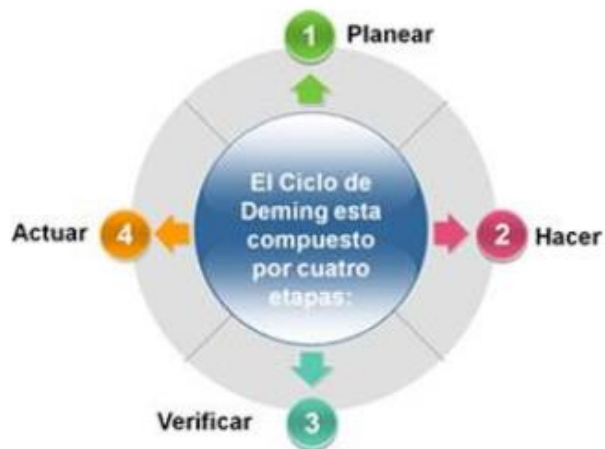 1 Planear
El Ciclo de
Deming esta
compuesto
por cuatro
etapas:
Actuar 4
2 Hacer
Verificar 3